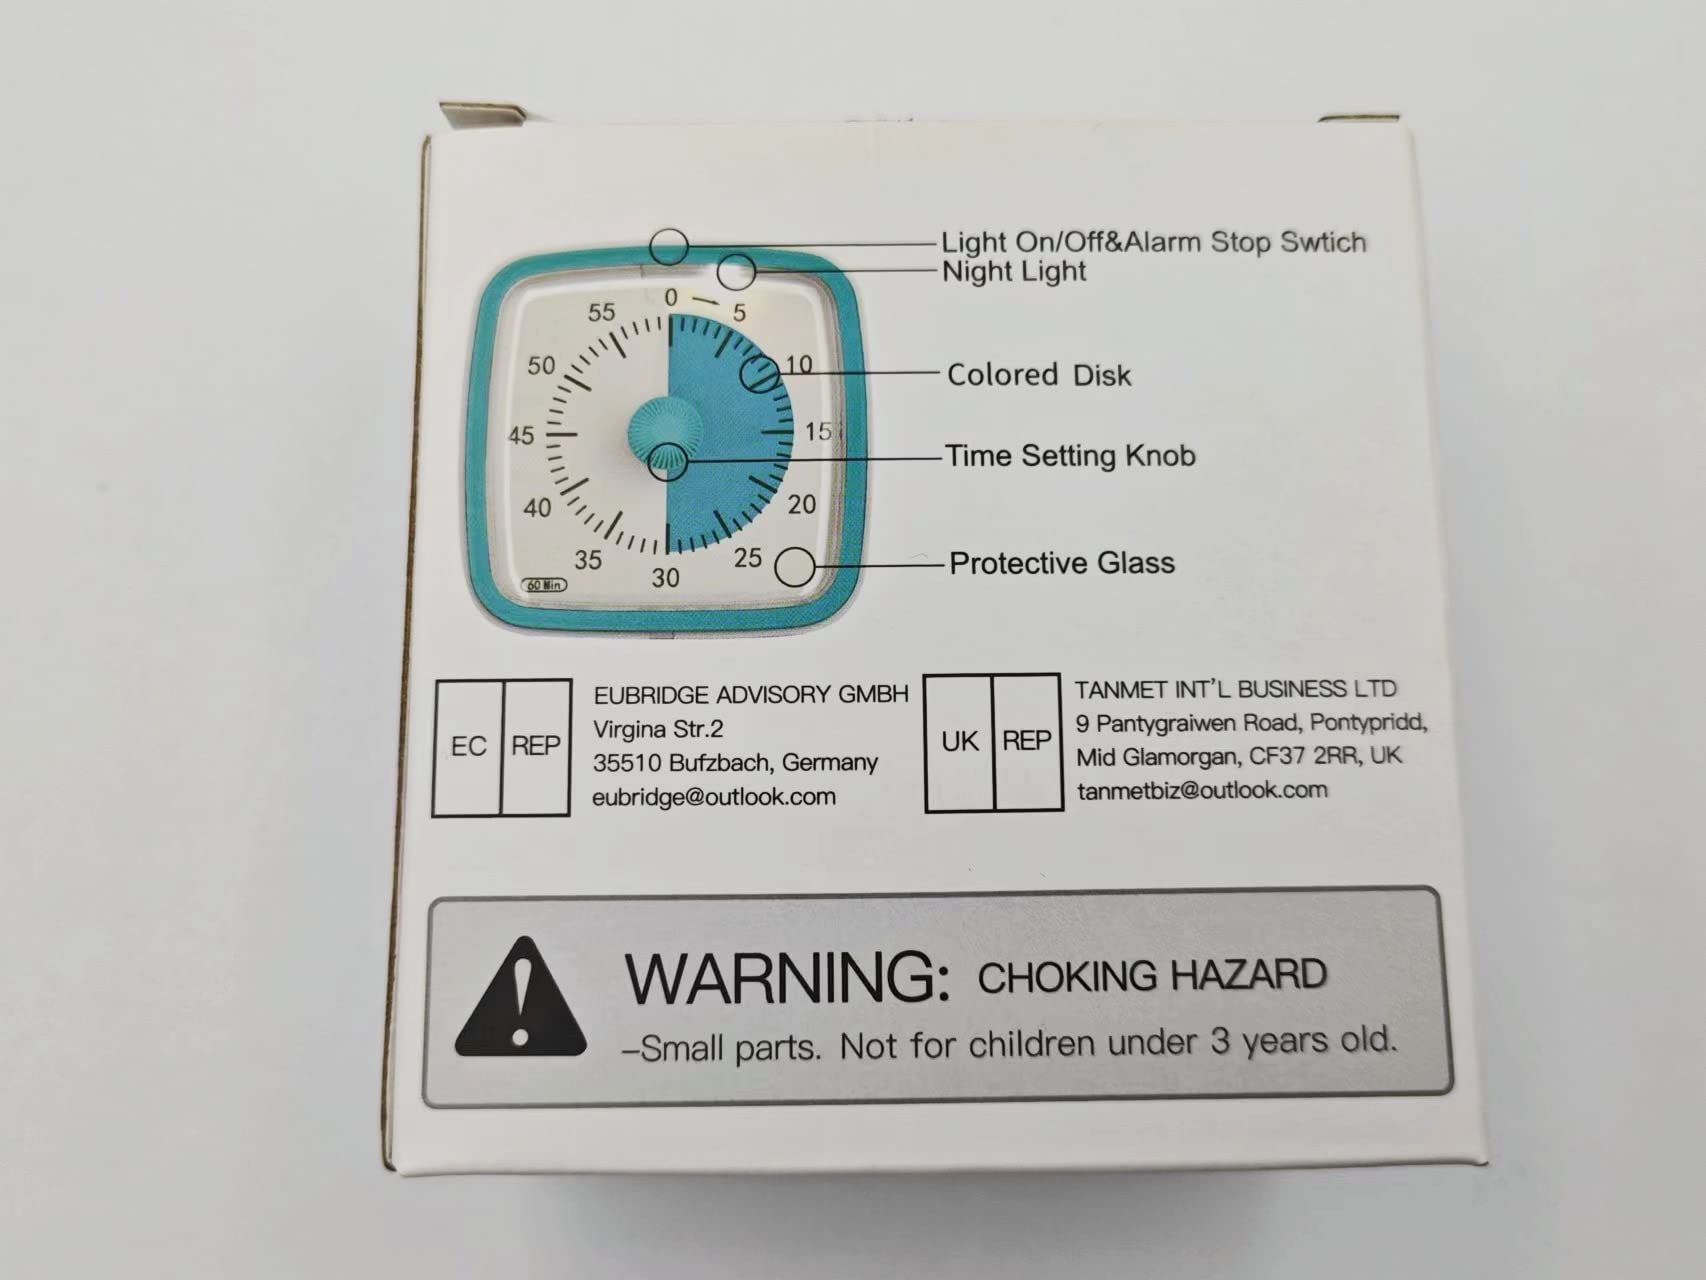 Light On/Off&Alarm Stop Swtich
Night Light
Colored Disk
Time Setting Knob
Protective Glass
0
5
10
15
20
25
30
35
40
45
50
55
60 Min
EC REP
EUBRIDGE ADVISORY GMBH
Virgina Str.2
35510 Bufzbach, Germany
eubridge@outlook.com
UK REP
TANMET INT'L BUSINESS LTD
9 Pantygraiwen Road, Pontypridd,
Mid Glamorgan, CF37 2RR, UK
tanmetbiz@outlook.com
WARNING: CHOKING HAZARD
–Small parts. Not for children under 3 years old.